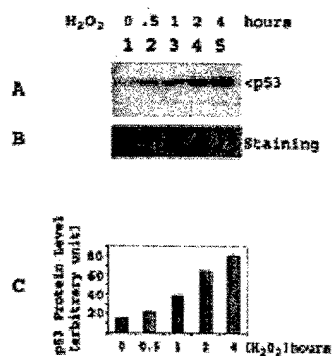 H₂O₂ 0 .5 1 2 4 hours
1 2 3 4 5
A <p53
B Staining
C
p53 Protein Level
(arbitrary unit)
80
60
40
20
0 0.5 1 2 4 [H₂O₂]hours